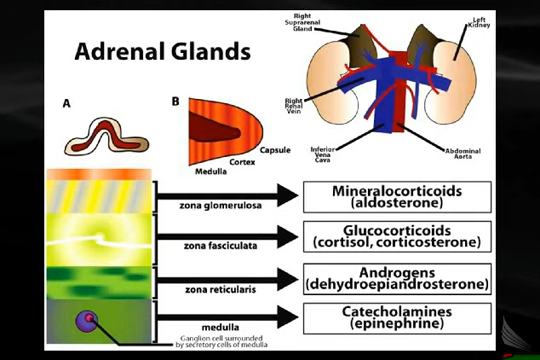 Adrenal Glands
Right
Suprarenal
Gland
Left
Kidney
Right
Renal
Vein
Inferior
Vena
Cava
Abdominal
Aorta
A
B
Capsule
Cortex
Medulla
zona glomerulosa
Mineralocorticoids
(aldosterone)
zona fasciculata
Glucocorticoids
(cortisol, corticosterone)
zona reticularis
Androgens
(dehydroepiandrosterone)
medulla
Catecholamines
(epinephrine)
Ganglion cell surrounded
by secretory cells of medulla